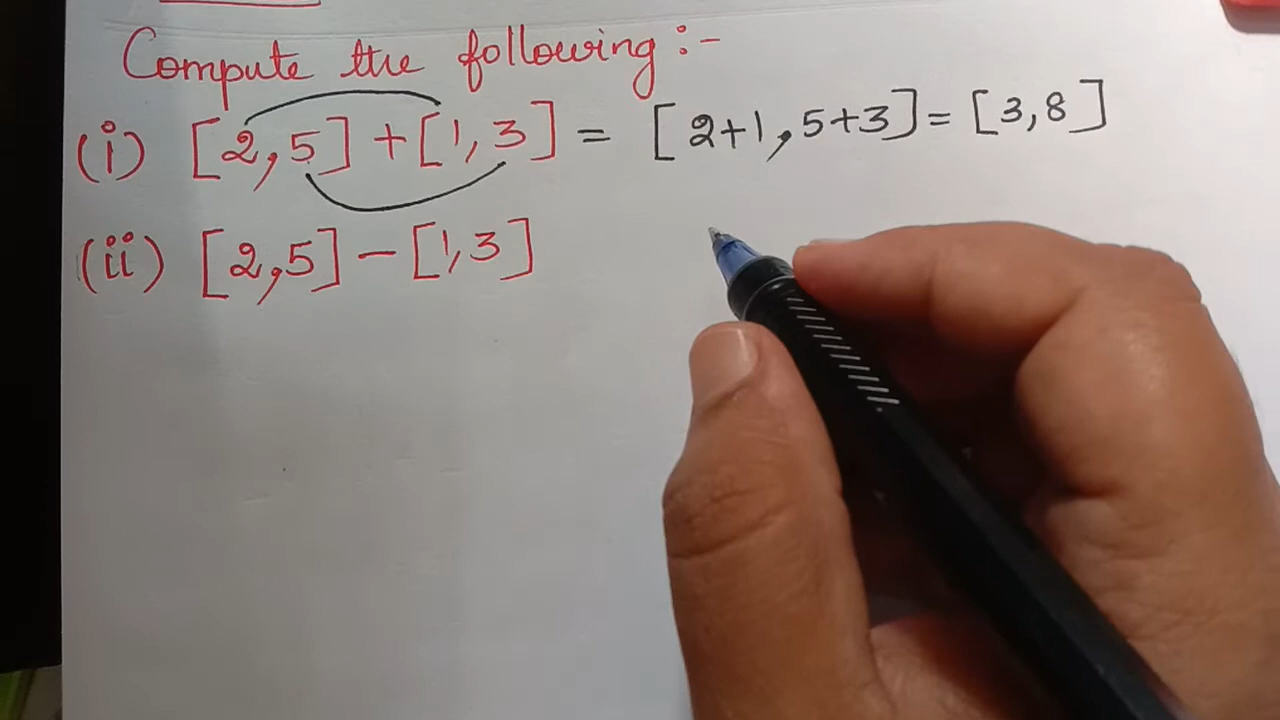 Compute the following :-
(i) [2,5] + [1,3] = [2+1, 5+3] = [3,8]
(ii) [2,5] - [1,3]